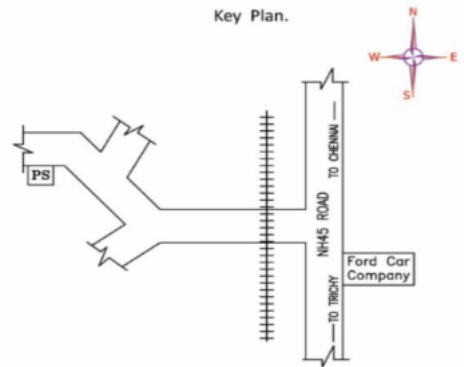 Key Plan.
N
W
E
S
PS
NH45 ROAD
—TO TRICHY
TO CHENNAI —
Ford Car
Company